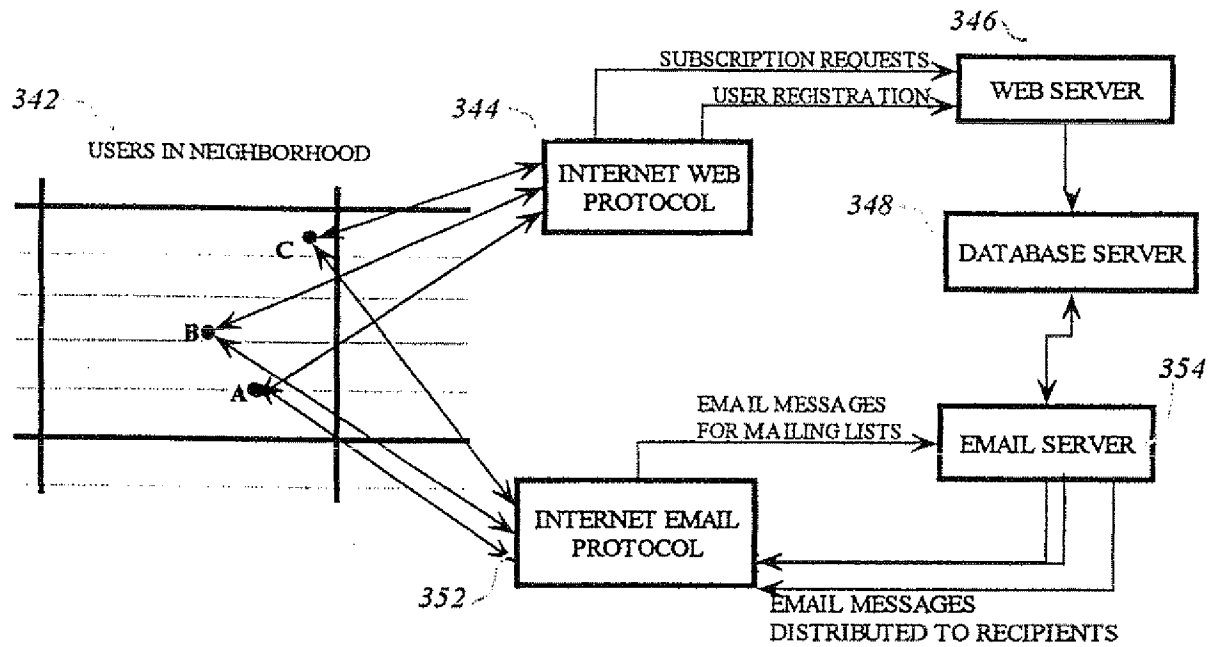 346
SUBSCRIPTION REQUESTS
WEB SERVER
342
USER REGISTRATION
344
USERS IN NEIGHBORHOOD
INTERNET WEB
PROTOCOL
348
C
DATABASE SERVER
B
A
354
EMAIL MESSAGES
FOR MAILING LISTS
EMAIL SERVER
INTERNET EMAIL
PROTOCOL
352
EMAIL MESSAGES
DISTRIBUTED TO RECIPIENTS